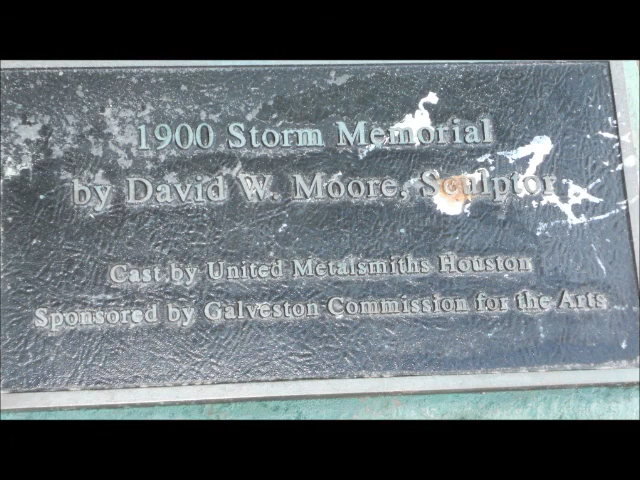 1900 Storm Memorial
by David W. Moore, Sculptor
Cast by United Metalsmiths Houston
Sponsored by Galveston Commission for the Arts